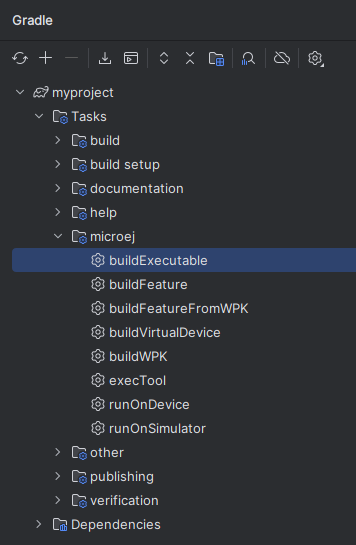 Gradle
myproject
Tasks
build
build setup
documentation
help
microej
buildExecutable
buildFeature
buildFeatureFromWPK
buildVirtualDevice
buildWPK
execTool
runOnDevice
runOnSimulator
other
publishing
verification
Dependencies